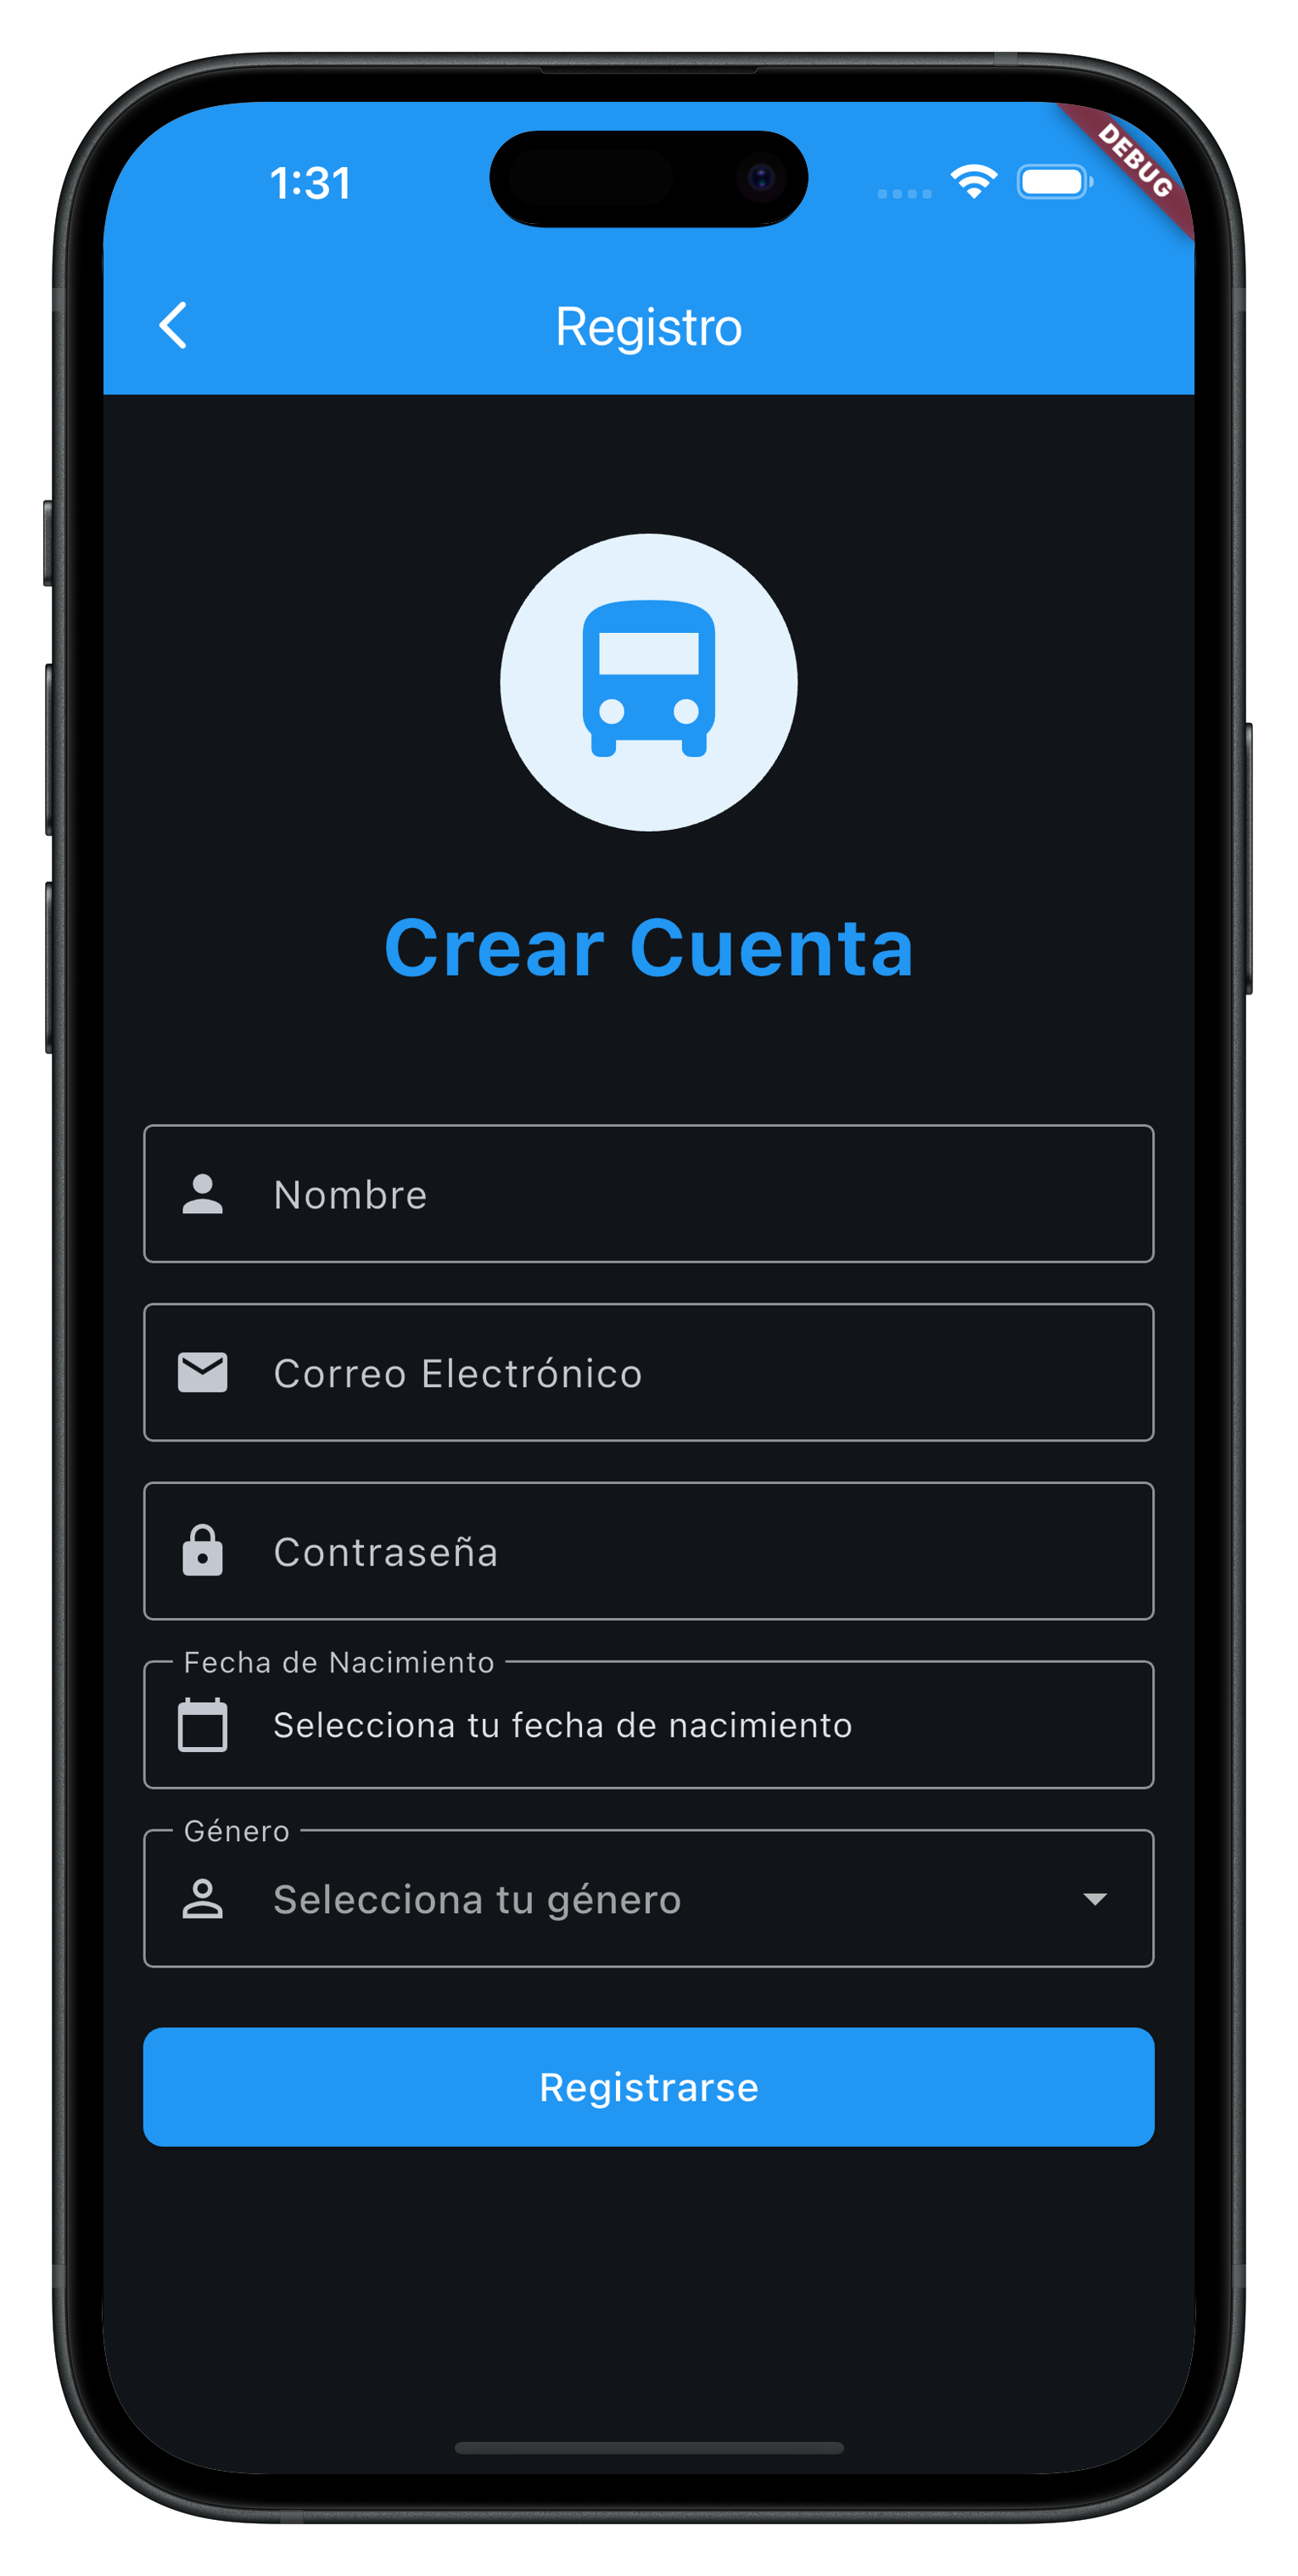 1:31
DEBUG
Registro
Crear Cuenta
Nombre
Correo Electrónico
Contraseña
Fecha de Nacimiento
Selecciona tu fecha de nacimiento
Género
Selecciona tu género
Registrarse